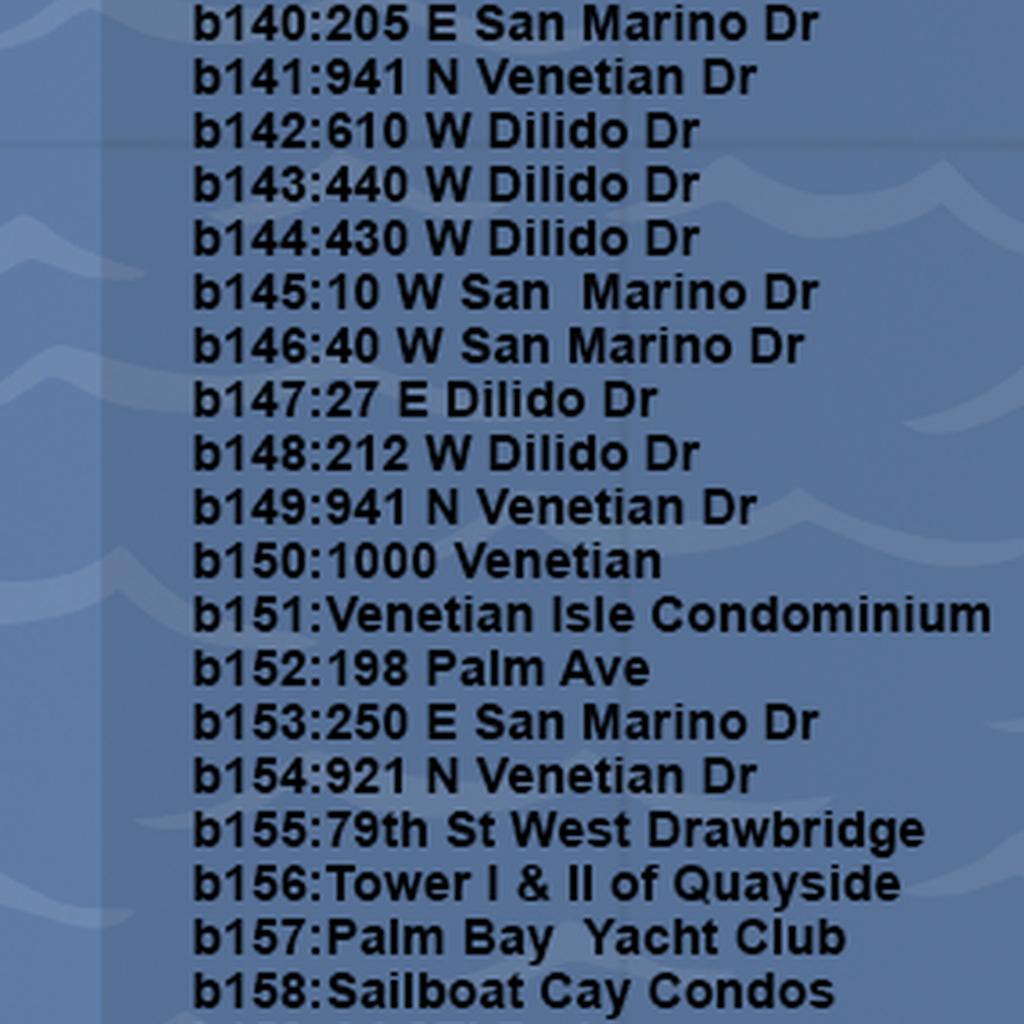 b140:205 E San Marino Dr
b141:941 N Venetian Dr
b142:610 W Dilido Dr
b143:440 W Dilido Dr
b144:430 W Dilido Dr
b145:10 W San  Marino Dr
b146:40 W San Marino Dr
b147:27 E Dilido Dr
b148:212 W Dilido Dr
b149:941 N Venetian Dr
b150:1000 Venetian
b151:Venetian Isle Condominium
b152:198 Palm Ave
b153:250 E San Marino Dr
b154:921 N Venetian Dr
b155:79th St West Drawbridge
b156:Tower I & II of Quayside
b157:Palm Bay  Yacht Club
b158:Sailboat Cay Condos